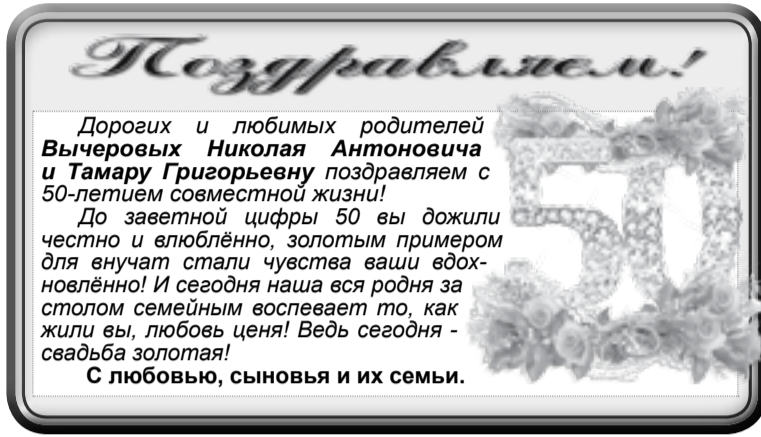 Поздравляем!
Дорогих и любимых родителей
Вычеровых Николая Антоновича
и Тамару Григорьевну поздравляем с
50-летием совместной жизни!
До заветной цифры 50 вы дожили
честно и влюблённо, золотым примером
для внучат стали чувства ваши вдох-
новлённо! И сегодня наша вся родня за
столом семейным воспевает то, как
жили вы, любовь ценя! Ведь сегодня -
свадьба золотая!
С любовью, сыновья и их семьи.
50